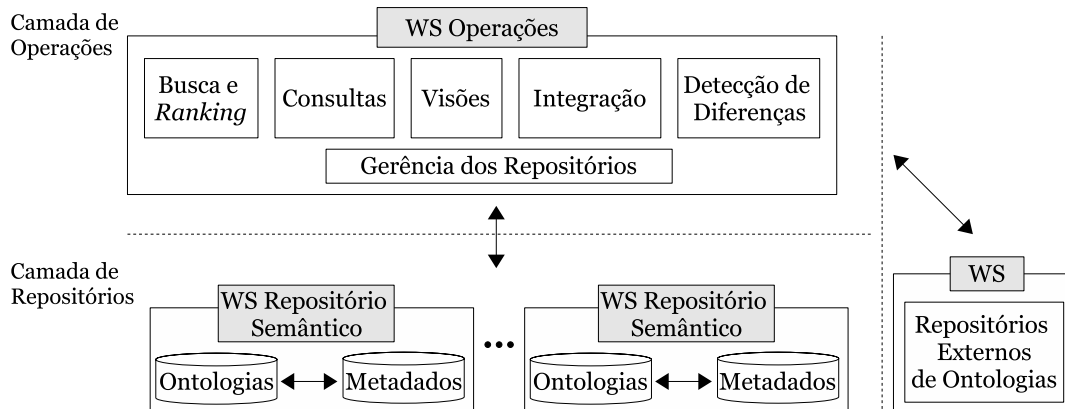 Camada de
Operações
WS Operações
Busca e
Ranking
Consultas
Visões
Integração
Detecção de
Diferenças
Gerência dos Repositórios
Camada de
Repositórios
WS Repositório
Semântico
Ontologias
Metadados
...
WS Repositório
Semântico
Ontologias
Metadados
WS
Repositórios
Externos
de Ontologias